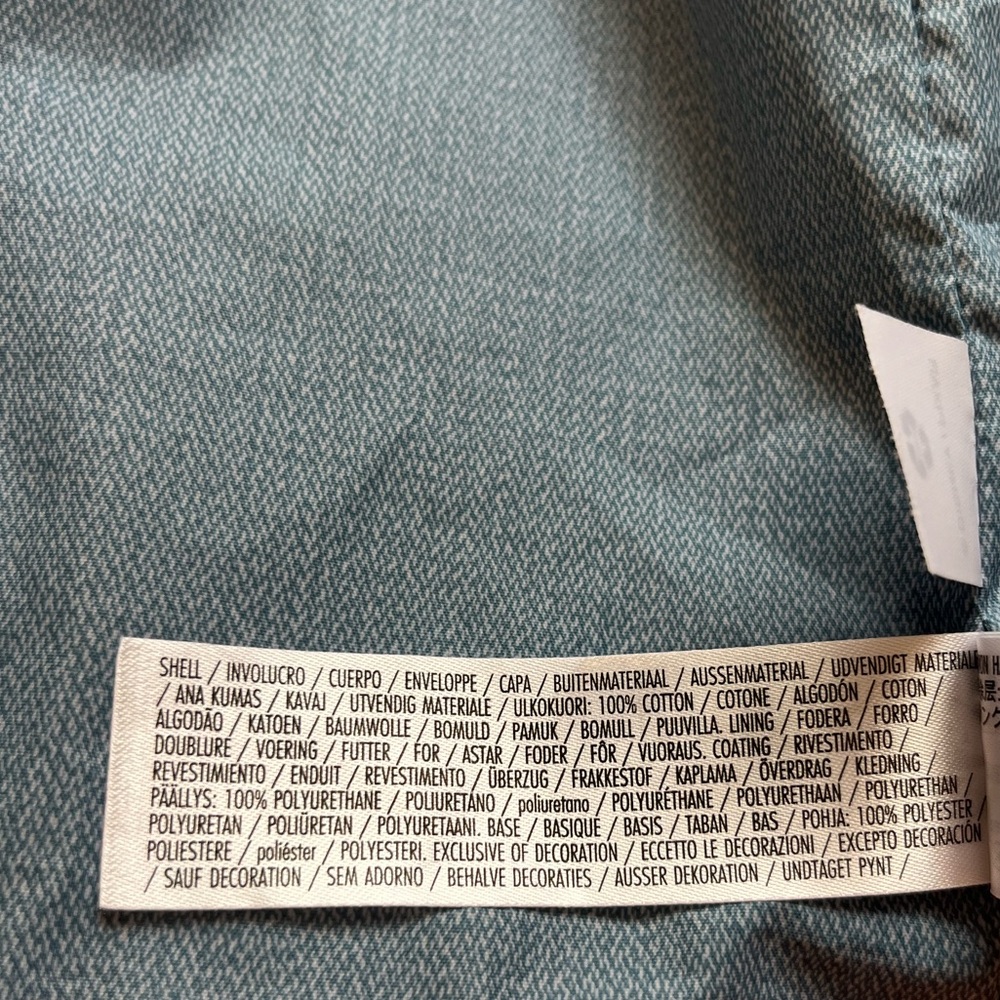 SHELL / INVOLUCRO / CUERPO / ENVELOPPE / CAPA / BUITENMATERIAAL / AUSSENMATERIAL / UDVENDIGT MATERIALE
/ ANA KUMAS / KAVAJ / UTVENDIG MATERIALE / ULKOKUORI: 100% COTTON / COTONE / ALGODÓN / COTON /
ALGODÃO / KATOEN / BAUMWOLLE / BOMULD / PAMUK / BOMULL / PUUVILLA. LINING / FODERA / FORRO /
DOUBLURE / VOERING / FUTTER / FOR / ASTAR / FODER / FÔR / VUORAUS. COATING / RIVESTIMENTO /
REVESTIMIENTO / ENDUIT / REVESTIMENTO / ÜBERZUG / FRAKKESTOF / KAPLAMA / ÖVERDRAG / KLEDNING /
PÄÄLLYS: 100% POLYURETHANE / POLIURETANO / poliuretano / POLYURÉTHANE / POLYURETHAAN / POLYURETHAN /
POLYURETAN / POLIÜRETAN / POLYURETAANI. BASE / BASIQUE / BASIS / TABAN / BAS / POHJA: 100% POLYESTER /
POLIESTERE / poliéster / POLYESTERI. EXCLUSIVE OF DECORATION / ECCETTO LE DECORAZIONI / EXCEPTO DECORACIÓN
/ SAUF DECORATION / SEM ADORNO / BEHALVE DECORATIES / AUSSER DEKORATION / UNDTAGET PYNT /